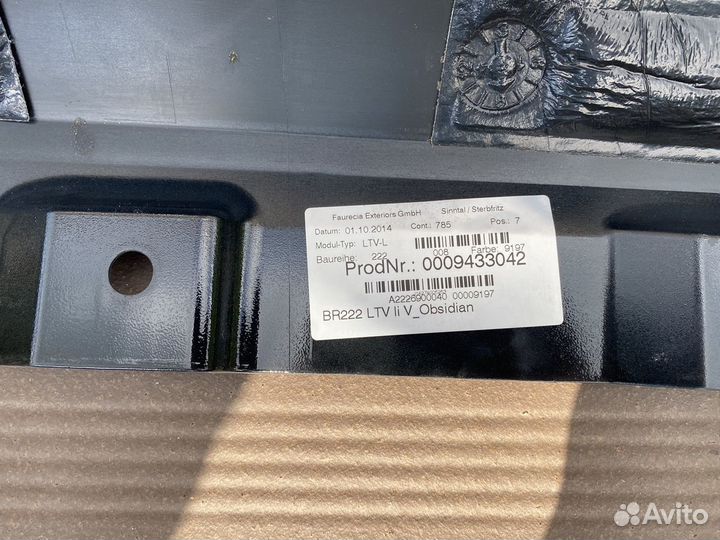 Faurecia Exteriors GmbH Sinntal / Sterbfritz
Datum: 01.10.2014 Cont.: 785 Pos.: 7
Modul-Typ: LTV-L
Baureihe: 222 008 Farbe: 9197
ProdNr.: 0009433042
A2226900040 00009197
BR222 LTV li V_Obsidian
Avito